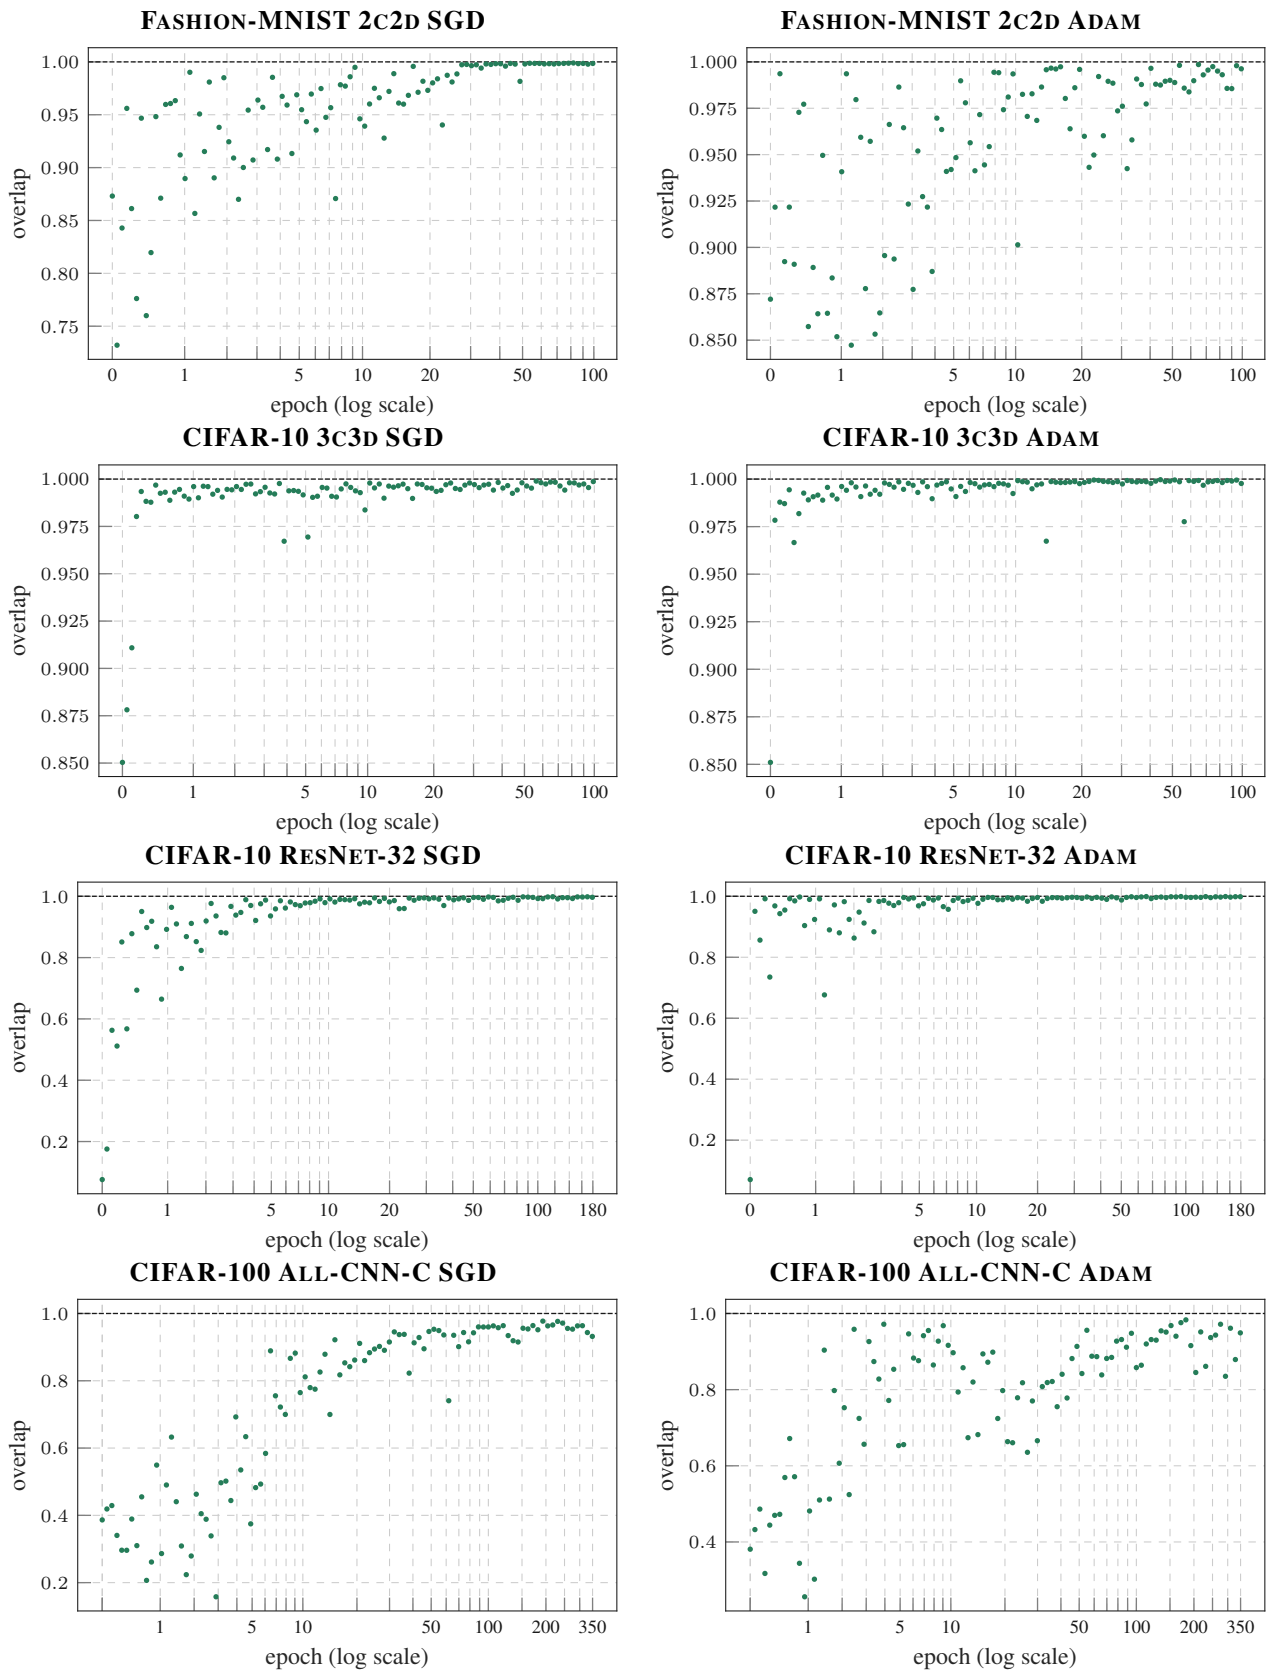 FASHION-MNIST 2C2D SGD
1.00
0.95
0.90
0.85
0.80
0.75
overlap
0 1 5 10 20 50 100
epoch (log scale)
FASHION-MNIST 2C2D ADAM
1.000
0.975
0.950
0.925
0.900
0.875
0.850
overlap
0 1 5 10 20 50 100
epoch (log scale)
CIFAR-10 3C3D SGD
1.000
0.975
0.950
0.925
0.900
0.875
0.850
overlap
0 1 5 10 20 50 100
epoch (log scale)
CIFAR-10 3C3D ADAM
1.000
0.975
0.950
0.925
0.900
0.875
0.850
overlap
0 1 5 10 20 50 100
epoch (log scale)
CIFAR-10 RESNET-32 SGD
1.0
0.8
0.6
0.4
0.2
overlap
0 1 5 10 20 50 100 180
epoch (log scale)
CIFAR-10 RESNET-32 ADAM
1.0
0.8
0.6
0.4
0.2
overlap
0 1 5 10 20 50 100 180
epoch (log scale)
CIFAR-100 ALL-CNN-C SGD
1.0
0.8
0.6
0.4
0.2
overlap
1 5 10 50 100 200 350
epoch (log scale)
CIFAR-100 ALL-CNN-C ADAM
1.0
0.8
0.6
0.4
overlap
1 5 10 50 100 200 350
epoch (log scale)